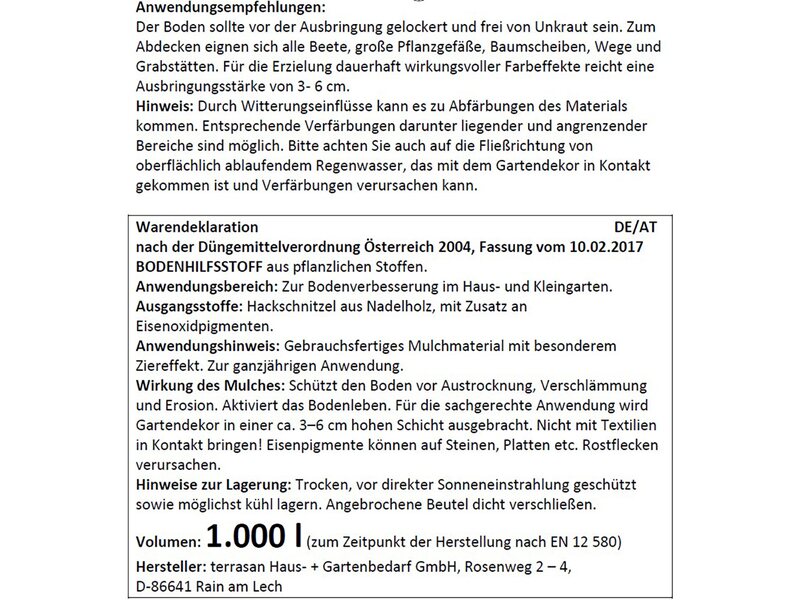 Anwendungsempfehlungen:
Der Boden sollte vor der Ausbringung gelockert und frei von Unkraut sein. Zum
Abdecken eignen sich alle Beete, große Pflanzgefäße, Baumscheiben, Wege und
Grabstätten. Für die Erzielung dauerhaft wirkungsvoller Farbeffekte reicht eine
Ausbringungsstärke von 3- 6 cm.
Hinweis: Durch Witterungseinflüsse kann es zu Abfärbungen des Materials
kommen. Entsprechende Verfärbungen darunter liegender und angrenzender
Bereiche sind möglich. Bitte achten Sie auch auf die Fließrichtung von
oberflächlich ablaufendem Regenwasser, das mit dem Gartendekor in Kontakt
gekommen ist und Verfärbungen verursachen kann.
Warendeklaration DE/AT
nach der Düngemittelverordnung Österreich 2004, Fassung vom 10.02.2017
BODENHILFSSTOFF aus pflanzlichen Stoffen.
Anwendungsbereich: Zur Bodenverbesserung im Haus- und Kleingarten.
Ausgangsstoffe: Hackschnitzel aus Nadelholz, mit Zusatz an
Eisenoxidpigmenten.
Anwendungshinweis: Gebrauchsfertiges Mulchmaterial mit besonderem
Ziereffekt. Zur ganzjährigen Anwendung.
Wirkung des Mulches: Schützt den Boden vor Austrocknung, Verschlämmung
und Erosion. Aktiviert das Bodenleben. Für die sachgerechte Anwendung wird
Gartendekor in einer ca. 3–6 cm hohen Schicht ausgebracht. Nicht mit Textilien
in Kontakt bringen! Eisenpigmente können auf Steinen, Platten etc. Rostflecken
verursachen.
Hinweise zur Lagerung: Trocken, vor direkter Sonneneinstrahlung geschützt
sowie möglichst kühl lagern. Angebrochene Beutel dicht verschließen.
Volumen: 1.000 l (zum Zeitpunkt der Herstellung nach EN 12 580)
Hersteller: terrasan Haus- + Gartenbedarf GmbH, Rosenweg 2 – 4,
D-86641 Rain am Lech